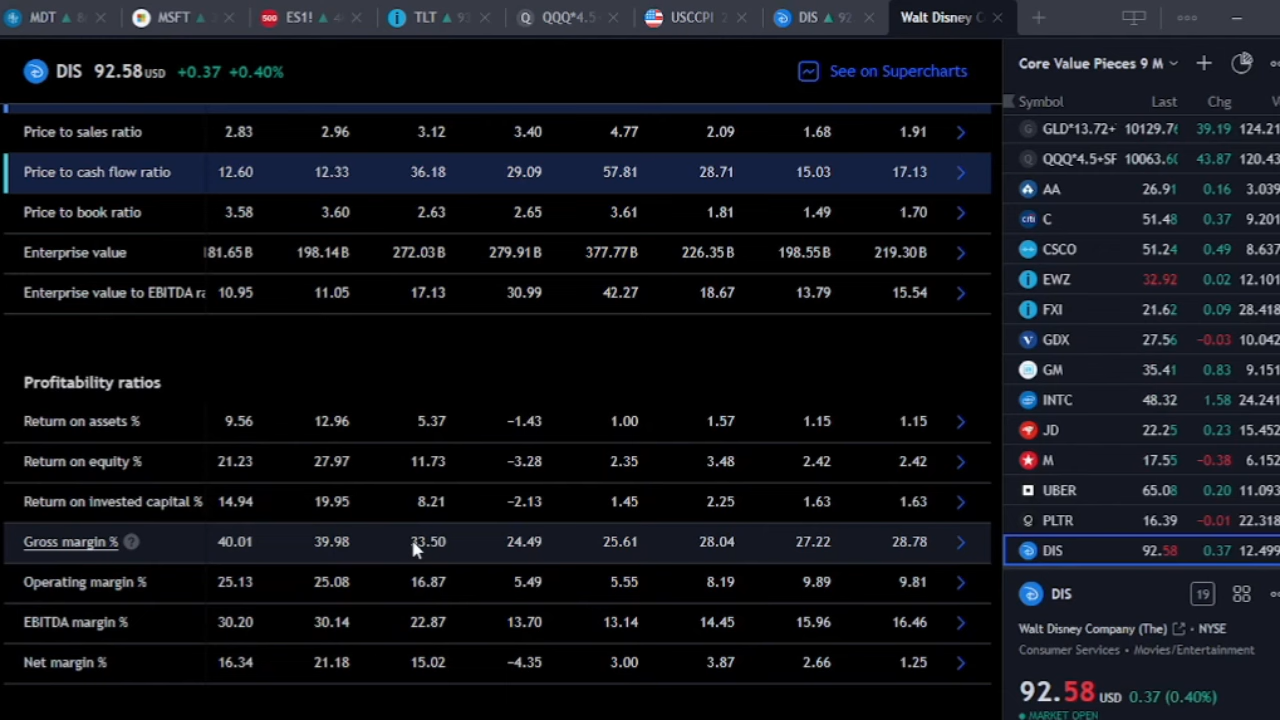 MDT MSFT 500 ES1! TLT 93 QQQ*4.5 USCCPI DIS 92 Walt Disney C
DIS 92.58 USD +0.37 +0.40% See on Supercharts
Price to sales ratio 2.83 2.96 3.12 3.40 4.77 2.09 1.68 1.91
Price to cash flow ratio 12.60 12.33 36.18 29.09 57.81 28.71 15.03 17.13
Price to book ratio 3.58 3.60 2.63 2.65 3.61 1.81 1.49 1.70
Enterprise value 181.65B 198.14B 272.03B 279.91B 377.77B 226.35B 198.55B 219.30B
Enterprise value to EBITDA ra 10.95 11.05 17.13 30.99 42.27 18.67 13.79 15.54
Profitability ratios
Return on assets % 9.56 12.96 5.37 −1.43 1.00 1.57 1.15 1.15
Return on equity % 21.23 27.97 11.73 −3.28 2.35 3.48 2.42 2.42
Return on invested capital % 14.94 19.95 8.21 −2.13 1.45 2.25 1.63 1.63
Gross margin % ? 40.01 39.98 33.50 24.49 25.61 28.04 27.22 28.78
Operating margin % 25.13 25.08 16.87 5.49 5.55 8.19 9.89 9.81
EBITDA margin % 30.20 30.14 22.87 13.70 13.14 14.45 15.96 16.46
Net margin % 16.34 21.18 15.02 −4.35 3.00 3.87 2.66 1.25
Core Value Pieces 9 M
Symbol Last Chg V
GLD*13.72+ 10129.76 39.19 124.21
QQQ*4.5+SF 10063.60 43.87 120.43
AA 26.91 0.16 3.039
citi C 51.48 0.37 9.201
CSCO 51.24 0.49 8.637
EWZ 32.92 0.02 12.101
FXI 21.62 0.09 28.418
GDX 27.56 −0.03 10.042
GM 35.41 0.83 9.151
INTC 48.32 1.58 24.241
JD 22.25 0.23 15.452
M 17.55 −0.38 6.152
UBER 65.08 0.20 11.093
PLTR 16.39 −0.01 22.318
DIS 92.58 0.37 12.499
DIS 19
Walt Disney Company (The) • NYSE
Consumer Services • Movies/Entertainment
92.58 USD 0.37 (0.40%)
MARKET OPEN